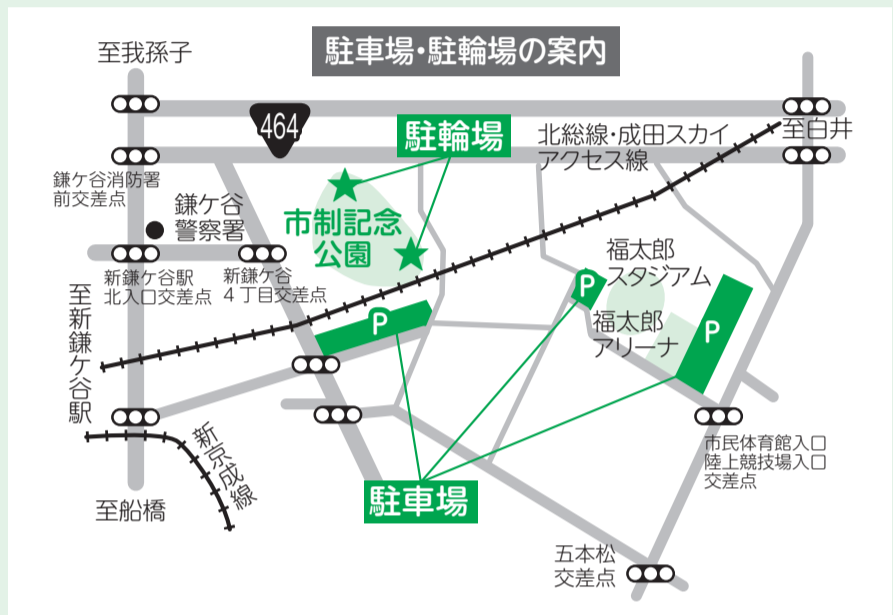 駐車場・駐輪場の案内
至我孫子
464
駐輪場
北総線・成田スカイ
アクセス線
至白井
鎌ケ谷消防署
前交差点
鎌ケ谷
警察署
市制記念
公園
新鎌ケ谷駅
北入口交差点
新鎌ケ谷
4丁目交差点
福太郎
スタジアム
P
福太郎
アリーナ
P
P
至新鎌ケ谷駅
新京成線
市民体育館入口
陸上競技場入口
交差点
駐車場
至船橋
五本松
交差点